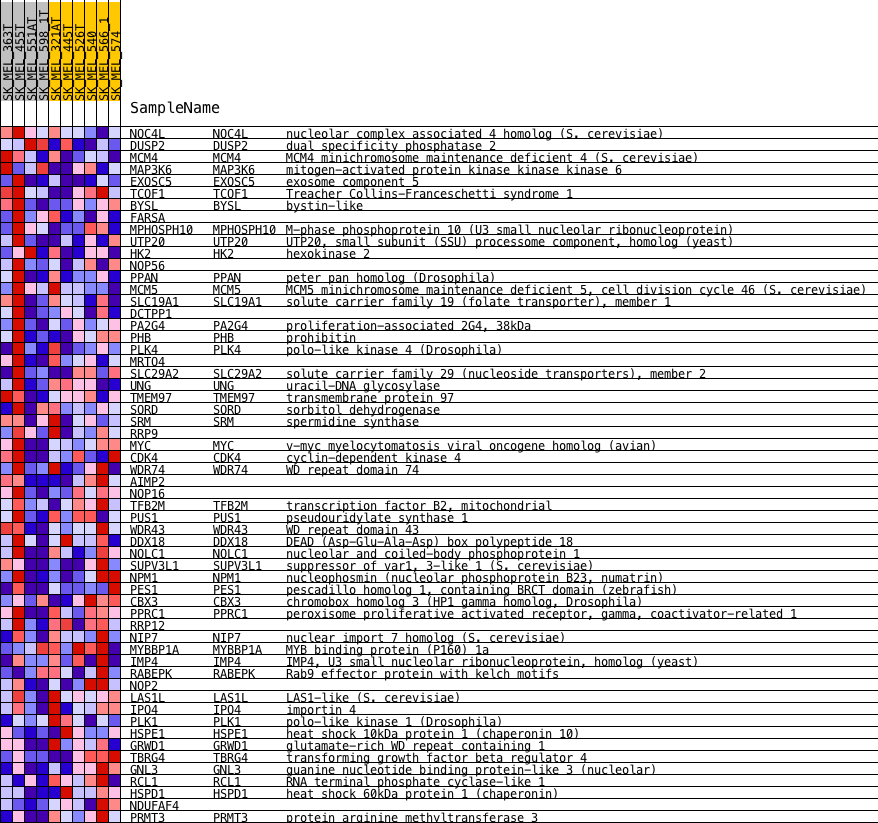 SK_MEL_363T
SK_MEL_455T
SK_MEL_551AT
SK_MEL_598_1T
SK_MEL_321AT
SK_MEL_445T
SK_MEL_526T
SK_MEL_540
SK_MEL_566_1
SK_MEL_574
SampleName
NOC4L NOC4L nucleolar complex associated 4 homolog (S. cerevisiae)
DUSP2 DUSP2 dual specificity phosphatase 2
MCM4 MCM4 MCM4 minichromosome maintenance deficient 4 (S. cerevisiae)
MAP3K6 MAP3K6 mitogen-activated protein kinase kinase kinase 6
EXOSC5 EXOSC5 exosome component 5
TCOF1 TCOF1 Treacher Collins-Franceschetti syndrome 1
BYSL BYSL bystin-like
FARSA
MPHOSPH10 MPHOSPH10 M-phase phosphoprotein 10 (U3 small nucleolar ribonucleoprotein)
UTP20 UTP20 UTP20, small subunit (SSU) processome component, homolog (yeast)
HK2 HK2 hexokinase 2
NOP56
PPAN PPAN peter pan homolog (Drosophila)
MCM5 MCM5 MCM5 minichromosome maintenance deficient 5, cell division cycle 46 (S. cerevisiae)
SLC19A1 SLC19A1 solute carrier family 19 (folate transporter), member 1
DCTPP1
PA2G4 PA2G4 proliferation-associated 2G4, 38kDa
PHB PHB prohibitin
PLK4 PLK4 polo-like kinase 4 (Drosophila)
MRTO4
SLC29A2 SLC29A2 solute carrier family 29 (nucleoside transporters), member 2
UNG UNG uracil-DNA glycosylase
TMEM97 TMEM97 transmembrane protein 97
SORD SORD sorbitol dehydrogenase
SRM SRM spermidine synthase
RRP9
MYC MYC v-myc myelocytomatosis viral oncogene homolog (avian)
CDK4 CDK4 cyclin-dependent kinase 4
WDR74 WDR74 WD repeat domain 74
AIMP2
NOP16
TFB2M TFB2M transcription factor B2, mitochondrial
PUS1 PUS1 pseudouridylate synthase 1
WDR43 WDR43 WD repeat domain 43
DDX18 DDX18 DEAD (Asp-Glu-Ala-Asp) box polypeptide 18
NOLC1 NOLC1 nucleolar and coiled-body phosphoprotein 1
SUPV3L1 SUPV3L1 suppressor of var1, 3-like 1 (S. cerevisiae)
NPM1 NPM1 nucleophosmin (nucleolar phosphoprotein B23, numatrin)
PES1 PES1 pescadillo homolog 1, containing BRCT domain (zebrafish)
CBX3 CBX3 chromobox homolog 3 (HP1 gamma homolog, Drosophila)
PPRC1 PPRC1 peroxisome proliferative activated receptor, gamma, coactivator-related 1
RRP12
NIP7 NIP7 nuclear import 7 homolog (S. cerevisiae)
MYBBP1A MYBBP1A MYB binding protein (P160) 1a
IMP4 IMP4 IMP4, U3 small nucleolar ribonucleoprotein, homolog (yeast)
RABEPK RABEPK Rab9 effector protein with kelch motifs
NOP2
LAS1L LAS1L LAS1-like (S. cerevisiae)
IPO4 IPO4 importin 4
PLK1 PLK1 polo-like kinase 1 (Drosophila)
HSPE1 HSPE1 heat shock 10kDa protein 1 (chaperonin 10)
GRWD1 GRWD1 glutamate-rich WD repeat containing 1
TBRG4 TBRG4 transforming growth factor beta regulator 4
GNL3 GNL3 guanine nucleotide binding protein-like 3 (nucleolar)
RCL1 RCL1 RNA terminal phosphate cyclase-like 1
HSPD1 HSPD1 heat shock 60kDa protein 1 (chaperonin)
NDUFAF4
PRMT3 PRMT3 protein arginine methyltransferase 3